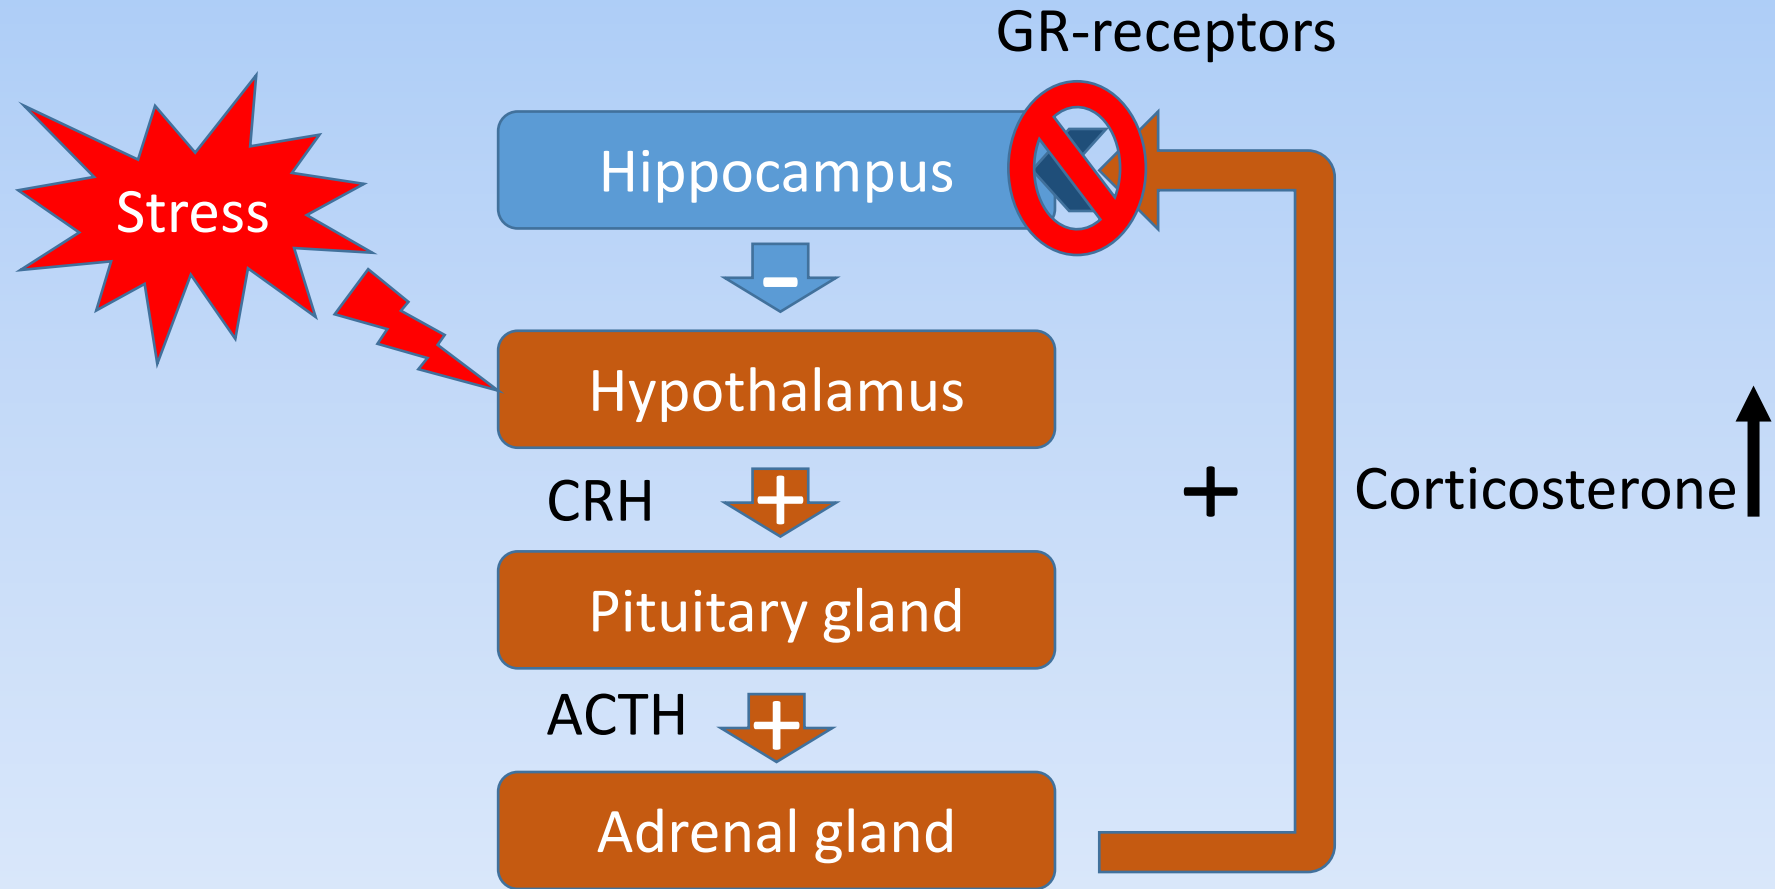 GR-receptors
Hippocampus
Stress
-
Hypothalamus
CRH
+
+
Corticosterone
Pituitary gland
ACTH
+
Adrenal gland